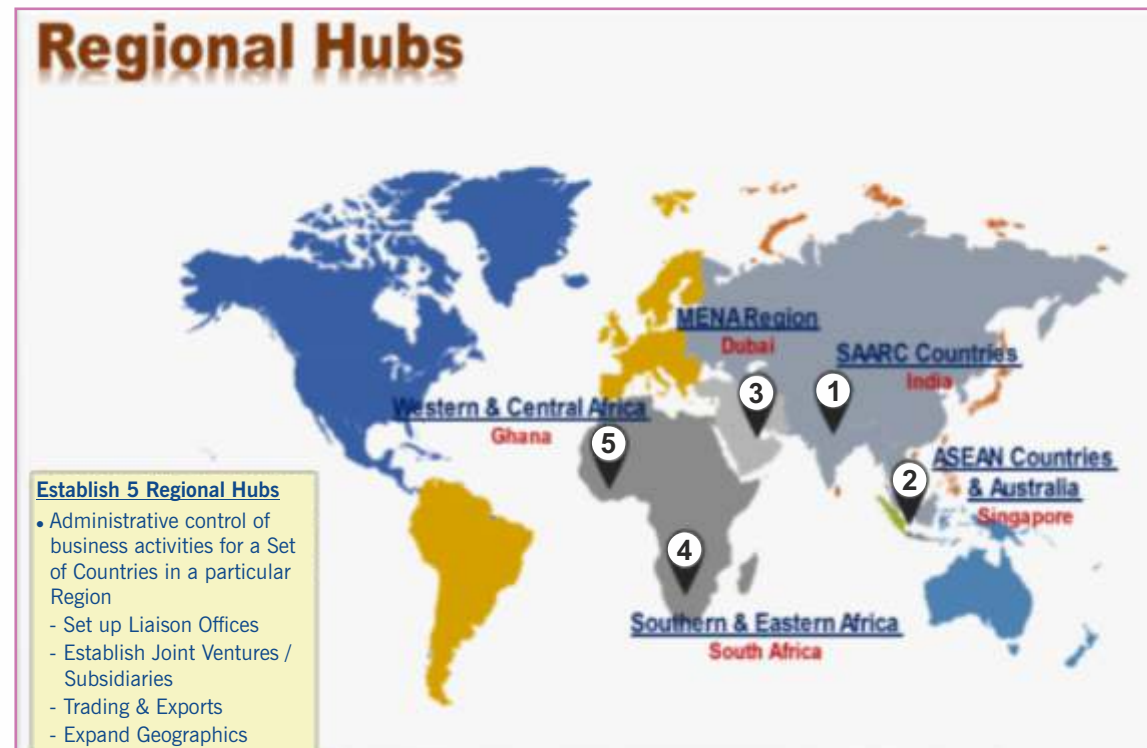 Regional Hubs
MENA Region
Dubai
SAARC Countries
India
3
1
Western & Central Africa
Ghana
5
ASEAN Countries
& Australia
Singapore
2
4
Southern & Eastern Africa
South Africa
Establish 5 Regional Hubs
• Administrative control of
business activities for a Set
of Countries in a particular
Region
- Set up Liaison Offices
- Establish Joint Ventures /
Subsidiaries
- Trading & Exports
- Expand Geographics